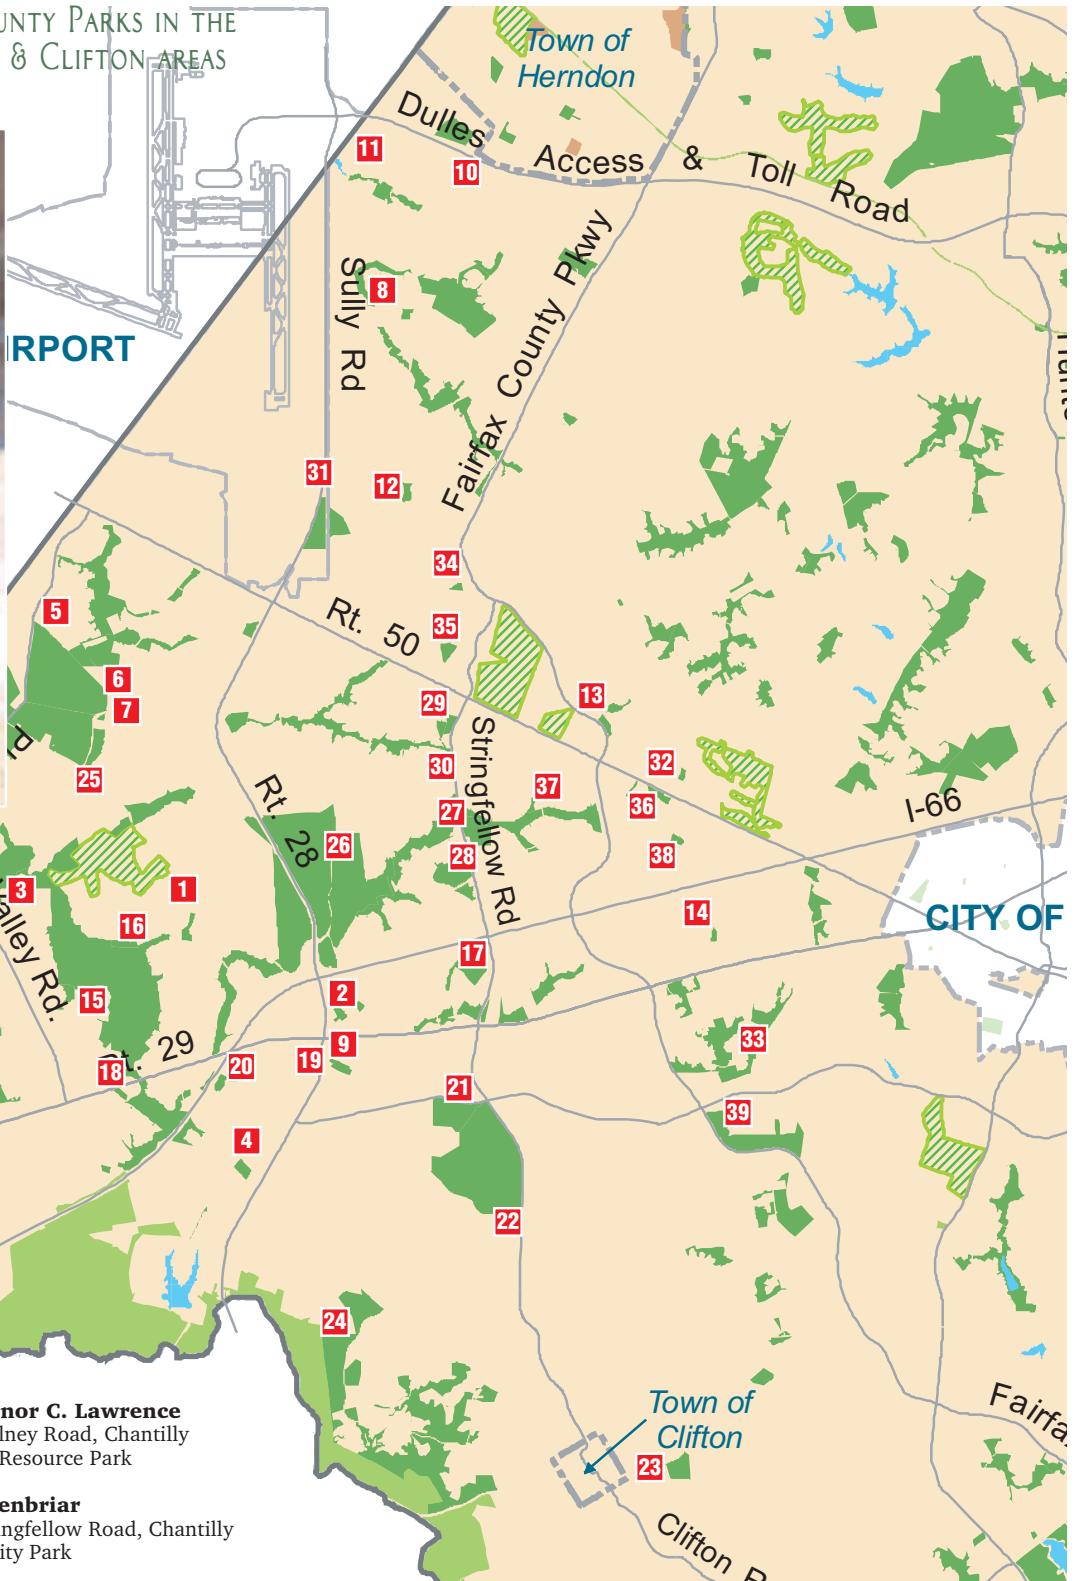 UNTY PARKS IN THE
& CLIFTON AREAS
Town of
Herndon
Dulles
Access & Toll Road
11
10
Sully Rd
8
Fairfax County Pkwy
IRPORT
31
12
34
5
Rt. 50
35
6
7
29
13
Stringfellow Rd
25
30
32
37
Rt. 28
27
36
I-66
26
28
38
3
1
Valley Rd.
16
14
CITY OF
17
15
2
Rt. 29
9
33
18
20
19
21
39
4
22
24
nor C. Lawrence
lney Road, Chantilly
Resource Park
Town of
Clifton
23
enbriar
ingfellow Road, Chantilly
ity Park
Clifton